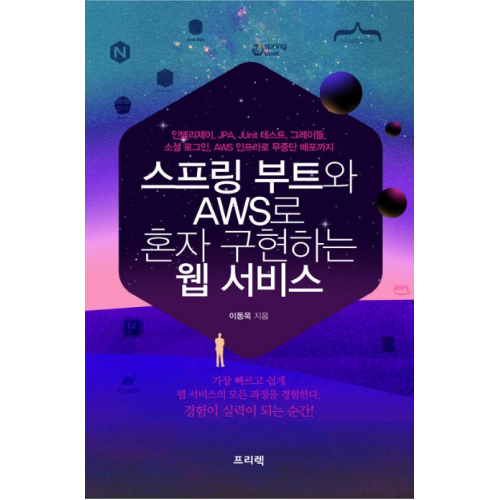 spring
boot
인텔리제이, JPA, JUnit 테스트, 그레이들,
소셜 로그인, AWS 인프라로 무중단 배포까지
스프링 부트와
AWS로
혼자 구현하는
웹 서비스
이동욱 지음
aws
가장 빠르고 쉽게
웹 서비스의 모든 과정을 경험한다.
경험이 실력이 되는 순간!
프리렉